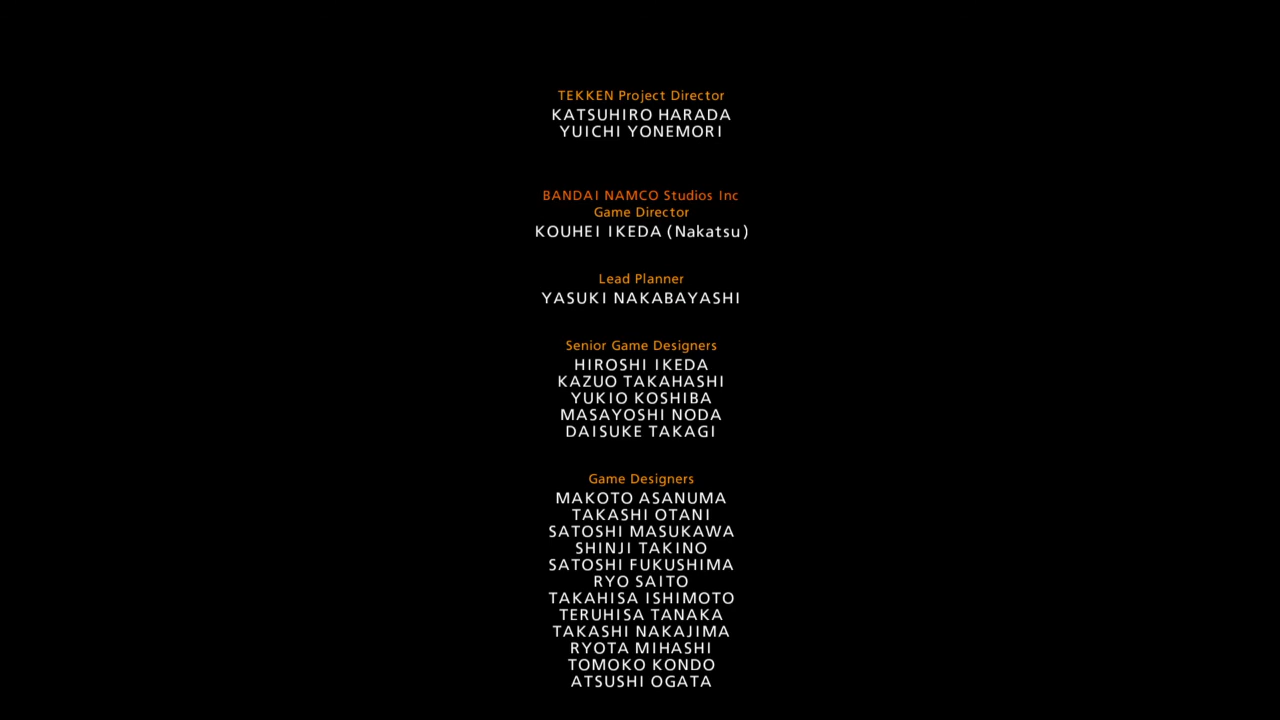 TEKKEN Project Director
KATSUHIRO HARADA
YUICHI YONEMORI
BANDAI NAMCO Studios Inc
Game Director
KOUHEI IKEDA (Nakatsu)
Lead Planner
YASUKI NAKABAYASHI
Senior Game Designers
HIROSHI IKEDA
KAZUO TAKAHASHI
YUKIO KOSHIBA
MASAYOSHI NODA
DAISUKE TAKAGI
Game Designers
MAKOTO ASANUMA
TAKASHI OTANI
SATOSHI MASUKAWA
SHINJI TAKINO
SATOSHI FUKUSHIMA
RYO SAITO
TAKAHISA ISHIMOTO
TERUHISA TANAKA
TAKASHI NAKAJIMA
RYOTA MIHASHI
TOMOKO KONDO
ATSUSHI OGATA